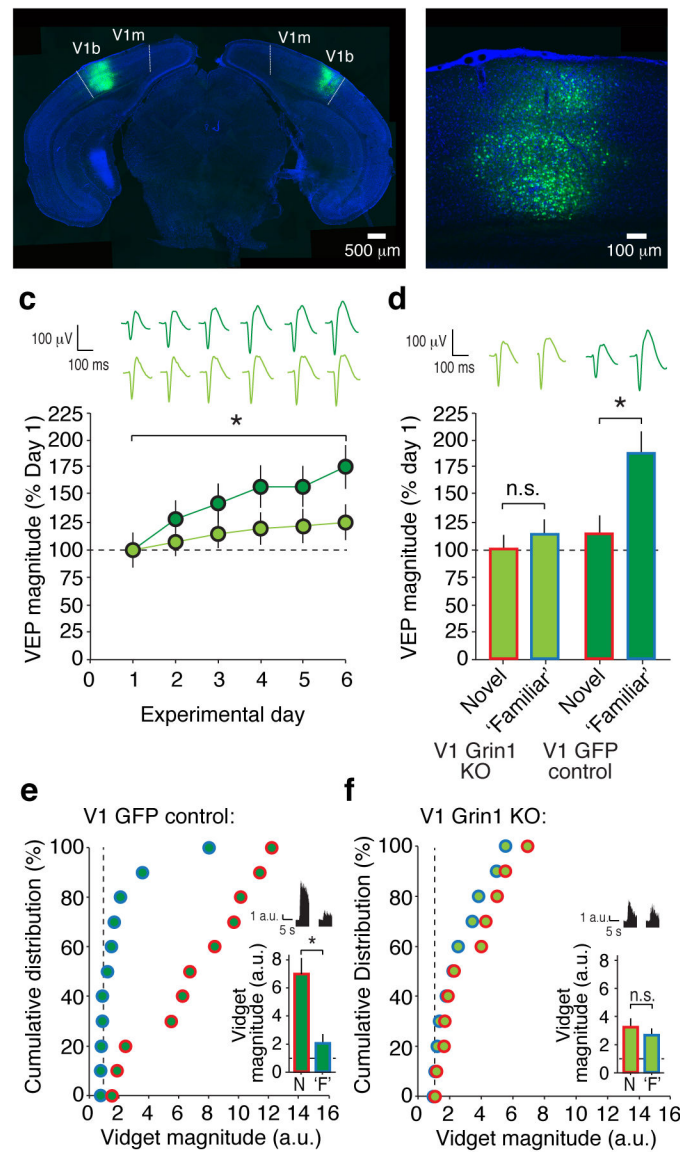 V1m V1m
V1b V1b
500 μm
100 μm
c
100 μV
100 ms
*
VEP magnitude (% Day 1)
225
200
175
150
125
100
75
50
25
0
0 1 2 3 4 5 6
Experimental day
d
100 μV
100 ms
*
n.s.
VEP magnitude (% day 1)
225
200
175
150
125
100
75
50
25
0
Novel 'Familiar' Novel 'Familiar'
V1 Grin1 V1 GFP
KO control
e
V1 GFP control:
Cumulative distribution (%)
100
80
60
40
20
0
0 2 4 6 8 10 12 14 16
Vidget magnitude (a.u.)
1 a.u.
5 s
*
Vidget
magnitude (a.u.)
8
6
4
2
0
N 'F'
f
V1 Grin1 KO:
Cumulative Distribution (%)
100
80
60
40
20
0
0 2 4 6 8 10 12 14 16
Vidget magnitude (a.u.)
1 a.u.
5 s
n.s.
Vidget
magnitude (a.u.)
8
6
4
2
0
N 'F'